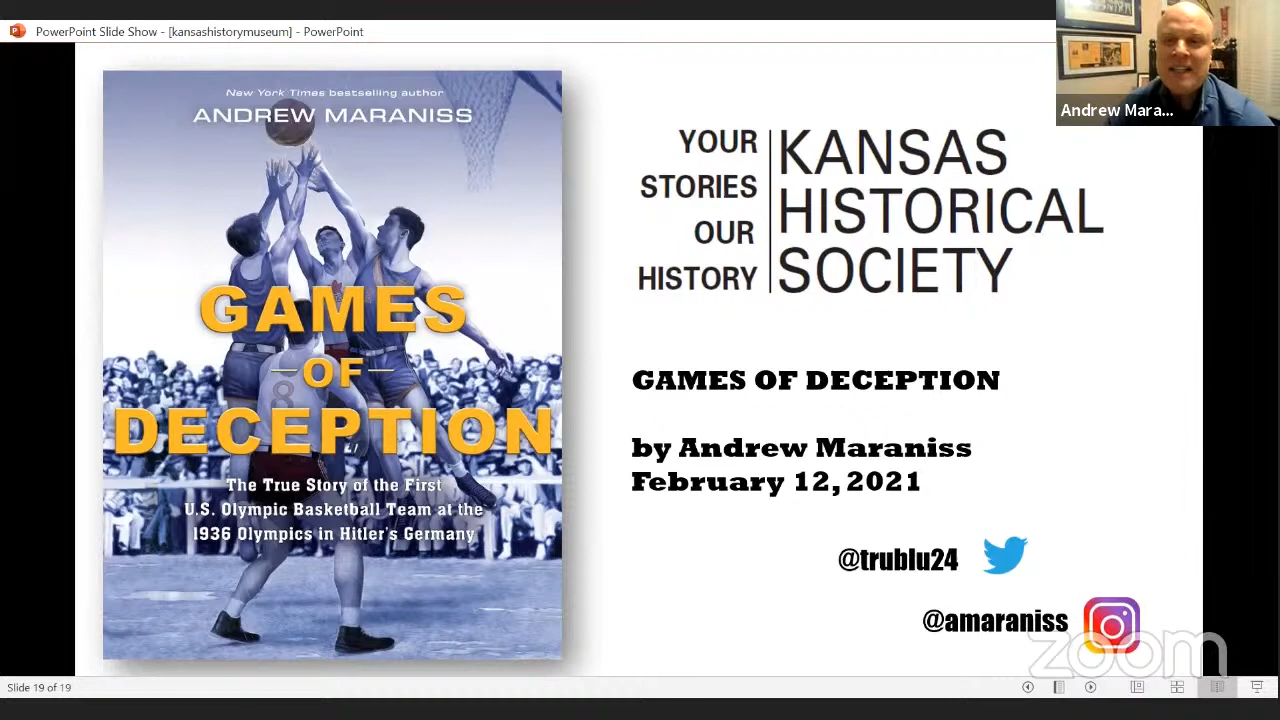 PowerPoint Slide Show - [kansashistorymuseum] - PowerPoint
Andrew Mara...
New York Times bestselling author
ANDREW MARANISS
GAMES
OF
DECEPTION
The True Story of the First
U.S. Olympic Basketball Team at the
1936 Olympics in Hitler's Germany
8
YOUR
STORIES
OUR
HISTORY
KANSAS
HISTORICAL
SOCIETY
GAMES OF DECEPTION
by Andrew Maraniss
February 12, 2021
@trublu24
@amaraniss
zoom
Slide 19 of 19